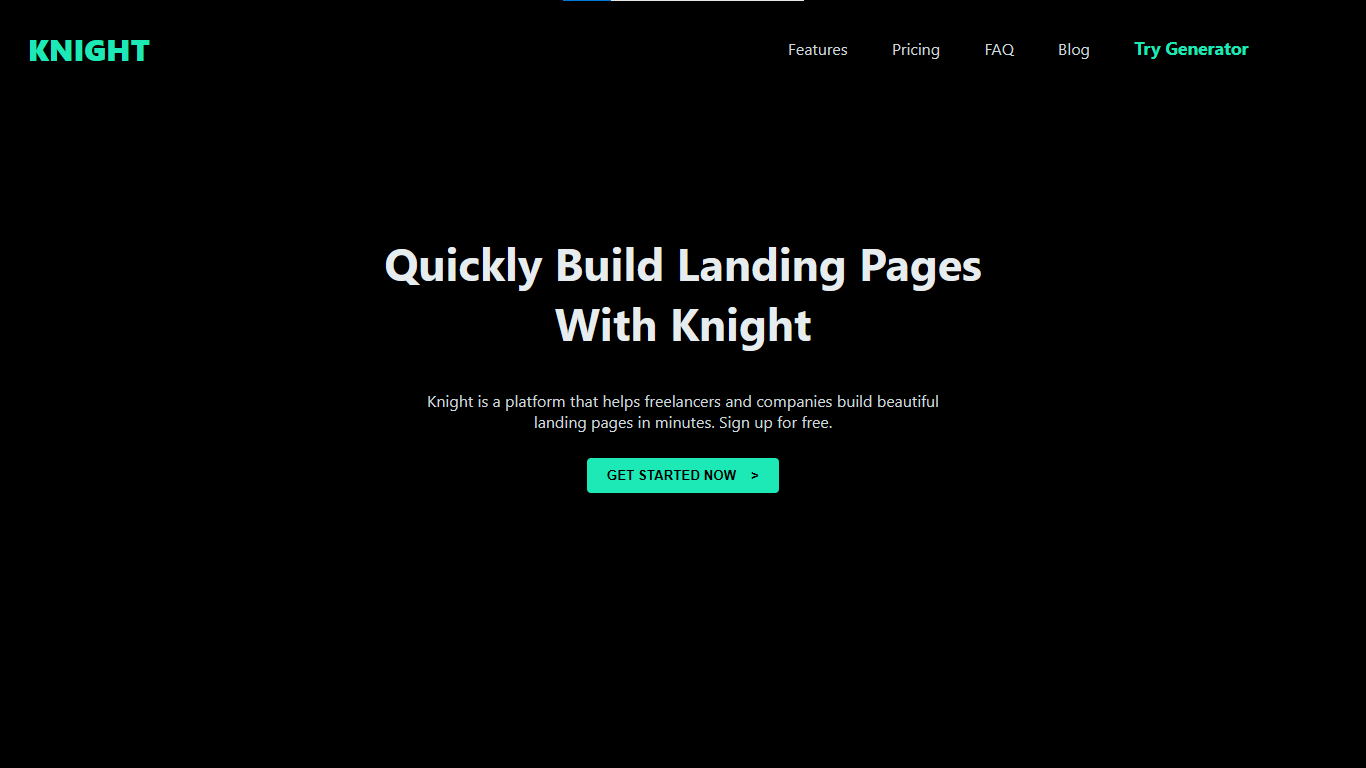 KNIGHT
Features Pricing FAQ Blog Try Generator
Quickly Build Landing Pages
With Knight
Knight is a platform that helps freelancers and companies build beautiful
landing pages in minutes. Sign up for free.
GET STARTED NOW >